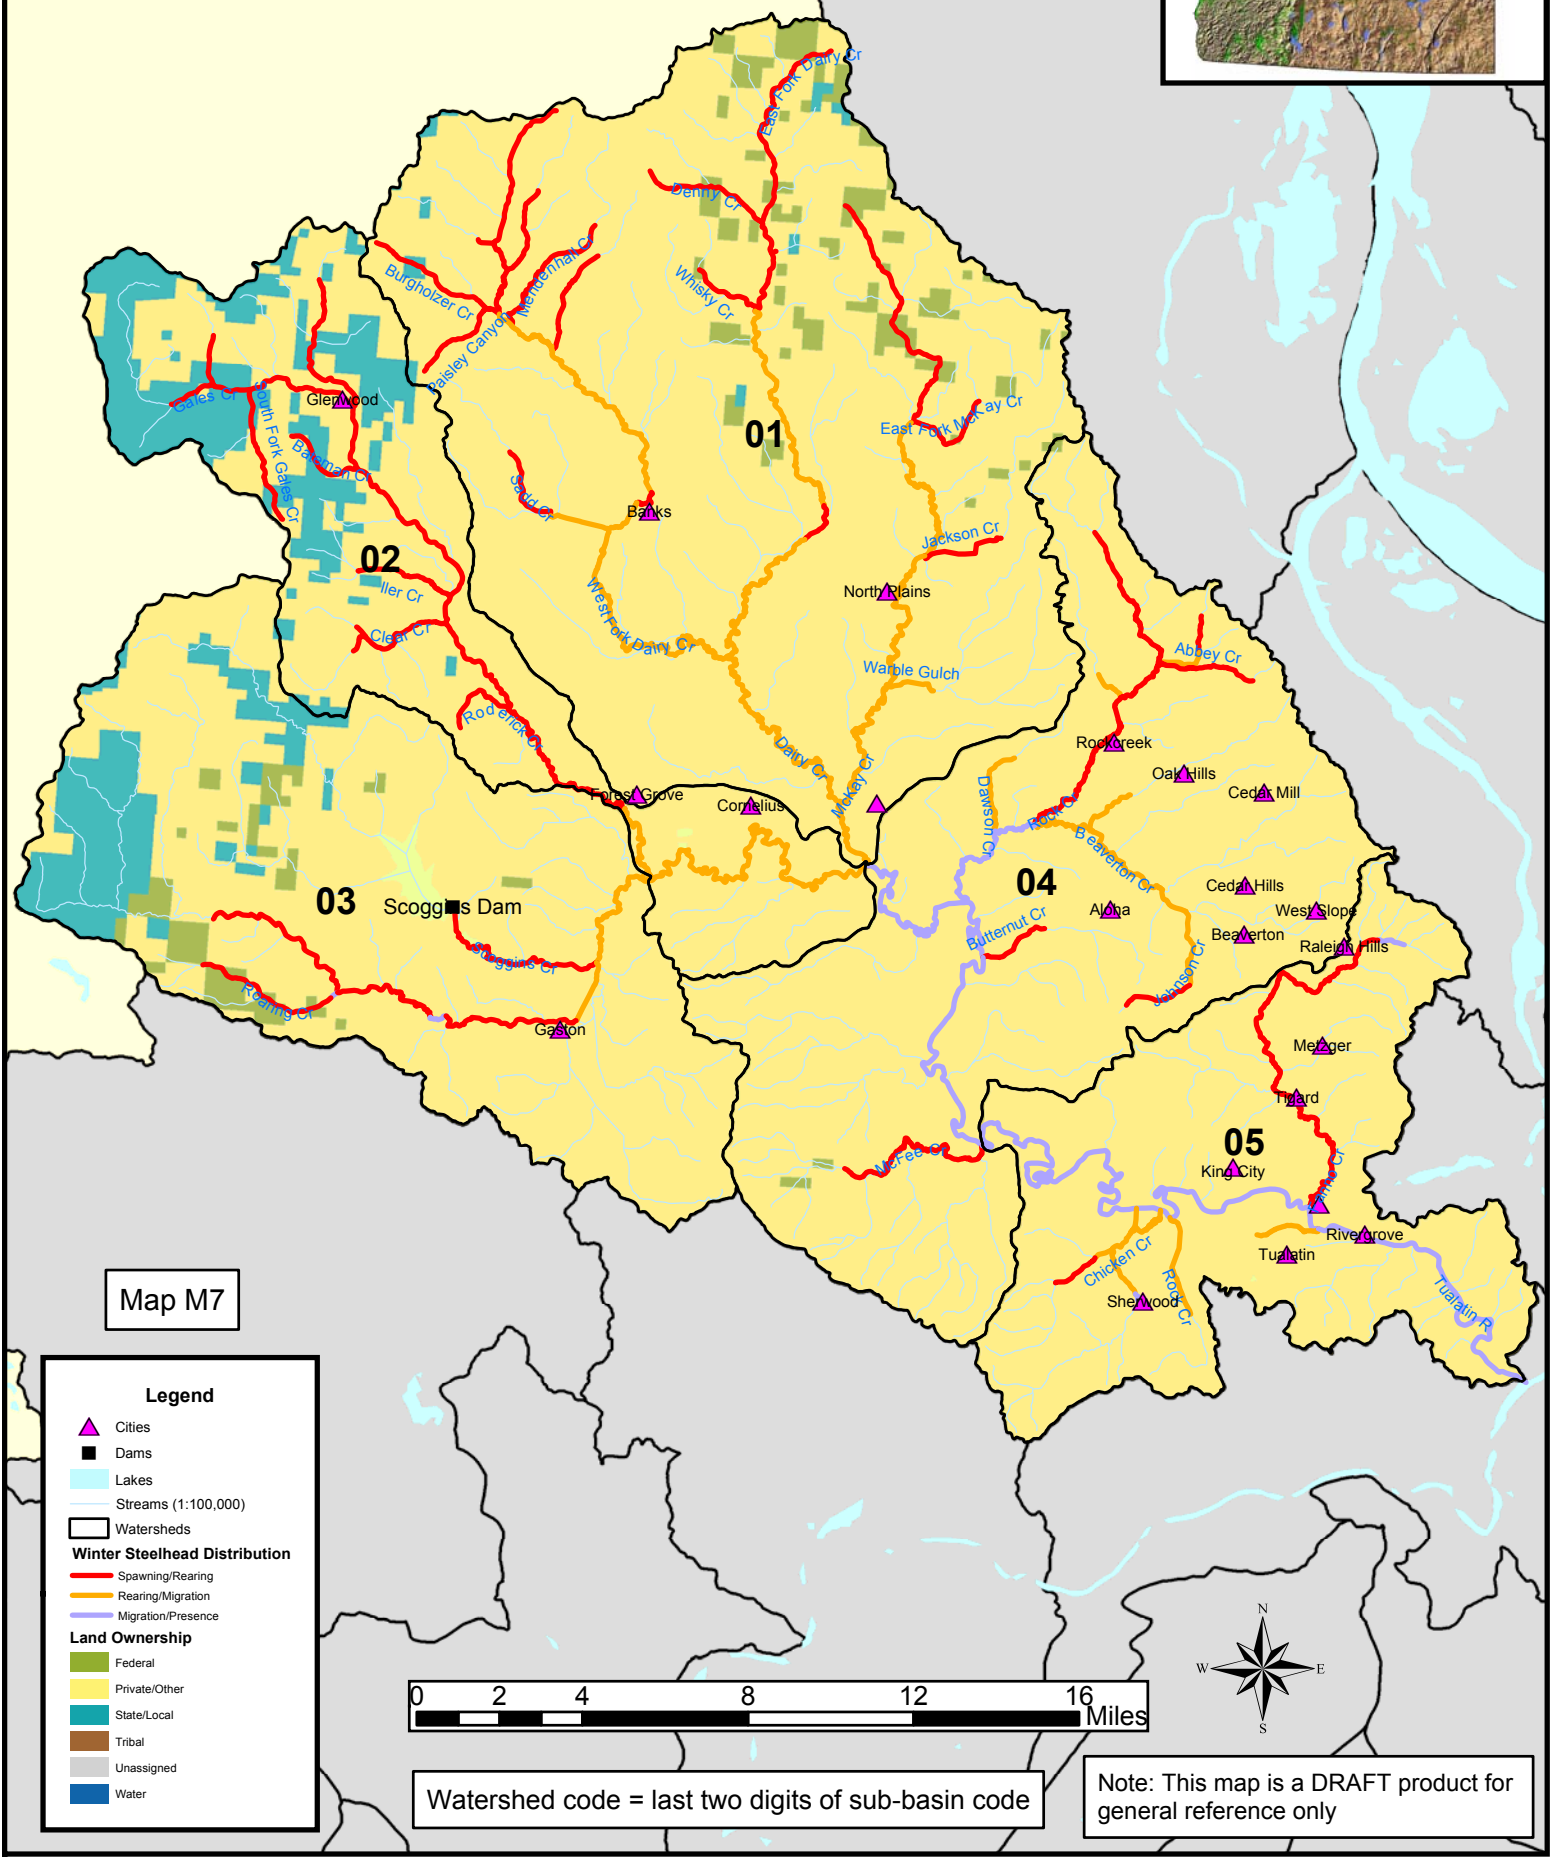 East Fork Dairy Cr
Denny Cr
Mendenhall Cr
Burgholzer Cr
Whisky Cr
Paisley Canyon
Gales Cr
Glenwood
South Fork Gales Cr
Bateman Cr
01
East Fork McKay Cr
Sadd Cr
Banks
Jackson Cr
02
Iler Cr
North Plains
West Fork Dairy Cr
Clear Cr
Abbey Cr
Warble Gulch
Roderick Cr
Rockcreek
Dairy Cr
McKay Cr
Oak Hills
Dawson Cr
Cedar Mill
Forest Grove
Cornelius
Rock Cr
Beaverton Cr
04
Cedar Hills
03
Scoggins Dam
Aloha
West Slope
Butternut Cr
Beaverton
Raleigh Hills
Scoggins Cr
Johnson Cr
Roaring Cr
Gaston
Metzger
Tigard
05
McFee Cr
King City
Rivergrove
Tualatin
Chicken Cr
Rock Cr
Sherwood
Tualatin R
Map M7
Legend
Cities
Dams
Lakes
Streams (1:100,000)
Watersheds
Winter Steelhead Distribution
Spawning/Rearing
Rearing/Migration
Migration/Presence
Land Ownership
Federal
Private/Other
State/Local
Tribal
Unassigned
Water
0 2 4 8 12 16
Miles
N
W E
S
Watershed code = last two digits of sub-basin code
Note: This map is a DRAFT product for
general reference only